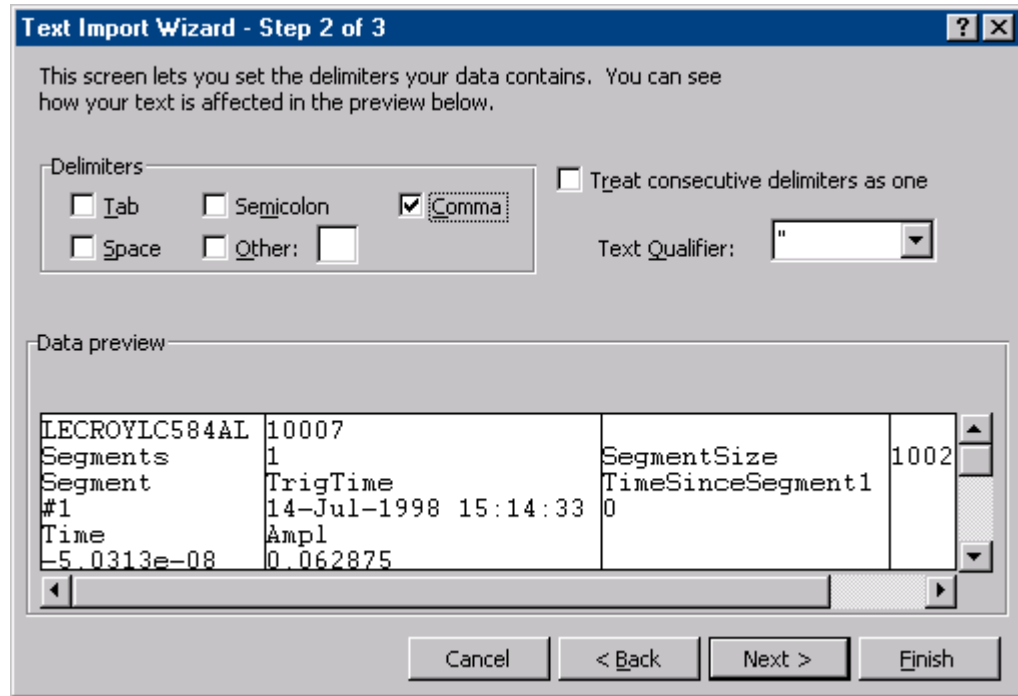 Text Import Wizard - Step 2 of 3
This screen lets you set the delimiters your data contains. You can see
how your text is affected in the preview below.
Delimiters
Tab Semicolon Comma
Space Other:
Treat consecutive delimiters as one
Text Qualifier: "
Data preview
LECROYLC584AL 10007
Segments 1 SegmentSize 1002
Segment TrigTime TimeSinceSegment1
#1 14-Jul-1998 15:14:33 0
Time Ampl
-5.0313e-08 0.062875
Cancel < Back Next > Finish